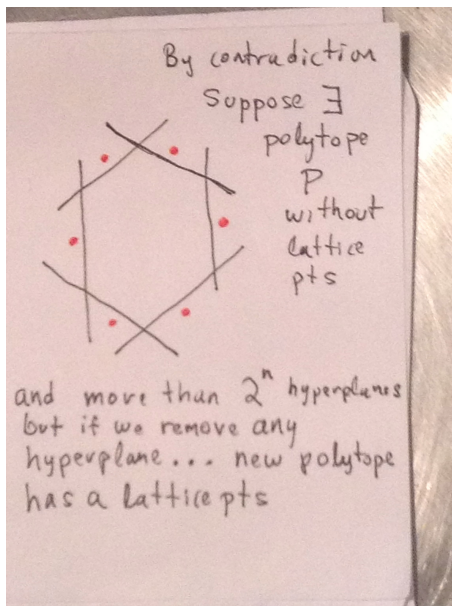 By contradiction
Suppose ∃
polytope
P
without
lattice
pts
and more than 2ⁿ hyperplanes
but if we remove any
hyperplane... new polytope
has a lattice pts